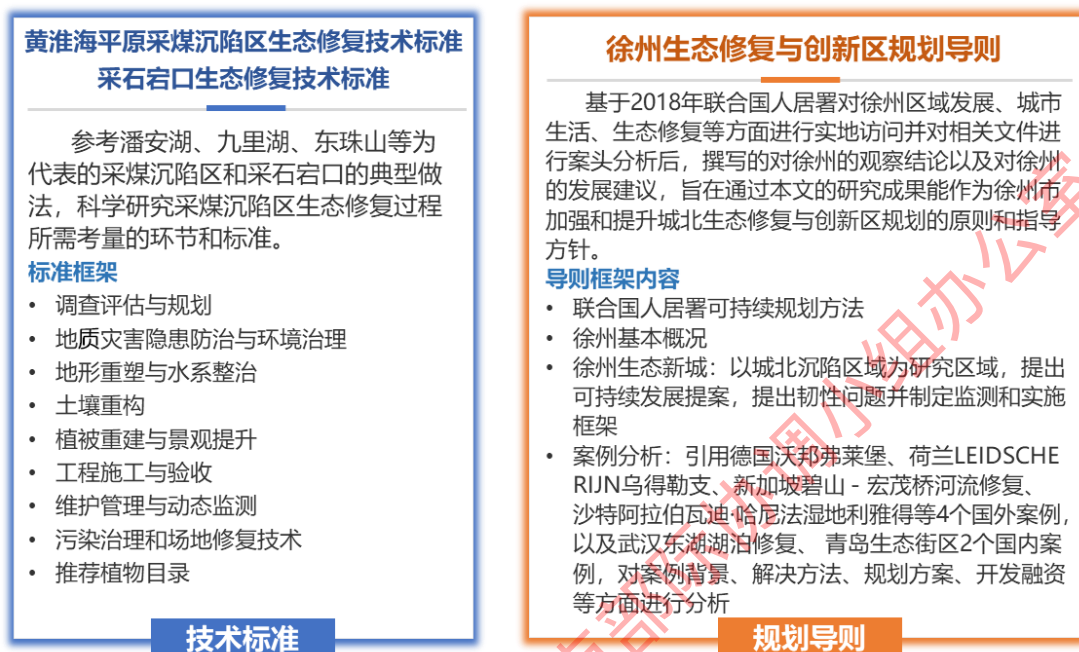 黄淮海平原采煤沉陷区生态修复技术标准
采石宕口生态修复技术标准
参考潘安湖、九里湖、东珠山等为
代表的采煤沉陷区和采石宕口的典型做
法，科学研究采煤沉陷区生态修复过程
所需考量的环节和标准。
标准框架
• 调查评估与规划
• 地质灾害隐患防治与环境治理
• 地形重塑与水系整治
• 土壤重构
• 植被重建与景观提升
• 工程施工与验收
• 维护管理与动态监测
• 污染治理和场地修复技术
• 推荐植物目录
技术标准
徐州生态修复与创新区规划导则
基于2018年联合国人居署对徐州区域发展、城市
生活、生态修复等方面进行实地访问并对相关文件进
行案头分析后，撰写的对徐州的观察结论以及对徐州
的发展建议，旨在通过本文的研究成果能作为徐州市
加强和提升城北生态修复与创新区规划的原则和指导
方针。
导则框架内容
• 联合国人居署可持续规划方法
• 徐州基本概况
• 徐州生态新城：以城北沉陷区域为研究区域，提出
可持续发展提案，提出韧性问题并制定监测和实施
框架
• 案例分析：引用德国沃邦弗莱堡、荷兰LEIDSCHE
RIJN乌得勒支、新加坡碧山 - 宏茂桥河流修复、
沙特阿拉伯瓦迪·哈尼法湿地利雅得等4个国外案例，
以及武汉东湖湖泊修复、 青岛生态街区2个国内案
例，对案例背景、解决方法、规划方案、开发融资
等方面进行分析
规划导则
部际协调小组办公室